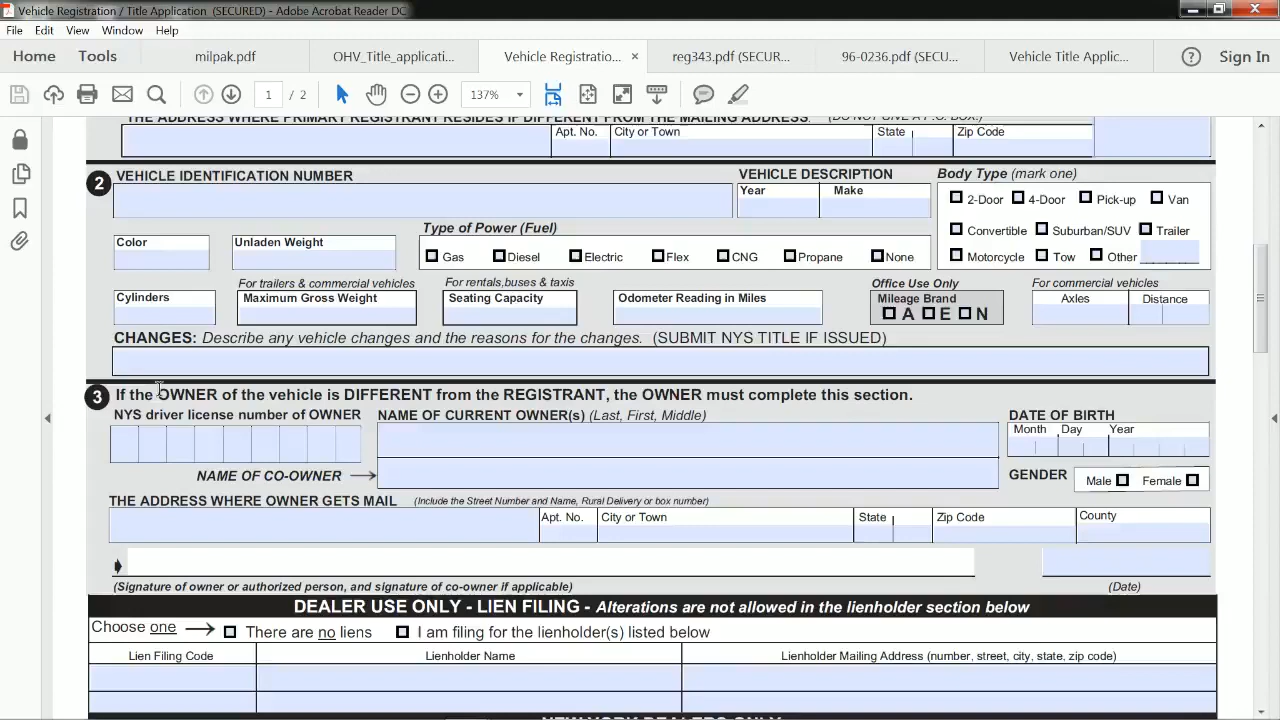 Vehicle Registration / Title Application (SECURED) - Adobe Acrobat Reader DC
File Edit View Window Help
Home Tools milpak.pdf OHV_Title_applicati... Vehicle Registratio... × reg343.pdf (SECUR... 96-0236.pdf (SECU... Vehicle Title Applic... Sign In
1 / 2 137%
THE ADDRESS WHERE PRIMARY REGISTRANT RESIDES IF DIFFERENT FROM THE MAILING ADDRESS. (DO NOT GIVE A P.O. BOX.)
Apt. No. City or Town State Zip Code
2 VEHICLE IDENTIFICATION NUMBER VEHICLE DESCRIPTION Body Type (mark one)
Year Make 2-Door 4-Door Pick-up Van
Type of Power (Fuel) Convertible Suburban/SUV Trailer
Color Unladen Weight Gas Diesel Electric Flex CNG Propane None Motorcycle Tow Other
For trailers & commercial vehicles For rentals,buses & taxis Office Use Only For commercial vehicles
Cylinders Maximum Gross Weight Seating Capacity Odometer Reading in Miles Mileage Brand Axles Distance
A E N
CHANGES: Describe any vehicle changes and the reasons for the changes. (SUBMIT NYS TITLE IF ISSUED)
3 If the OWNER of the vehicle is DIFFERENT from the REGISTRANT, the OWNER must complete this section.
NYS driver license number of OWNER NAME OF CURRENT OWNER(s) (Last, First, Middle) DATE OF BIRTH
Month Day Year
NAME OF CO-OWNER → GENDER Male Female
THE ADDRESS WHERE OWNER GETS MAIL (Include the Street Number and Name, Rural Delivery or box number)
Apt. No. City or Town State Zip Code County
(Signature of owner or authorized person, and signature of co-owner if applicable) (Date)
DEALER USE ONLY - LIEN FILING - Alterations are not allowed in the lienholder section below
Choose one → There are no liens I am filing for the lienholder(s) listed below
Lien Filing Code Lienholder Name Lienholder Mailing Address (number, street, city, state, zip code)
NEW YORK DEALERS ONLY